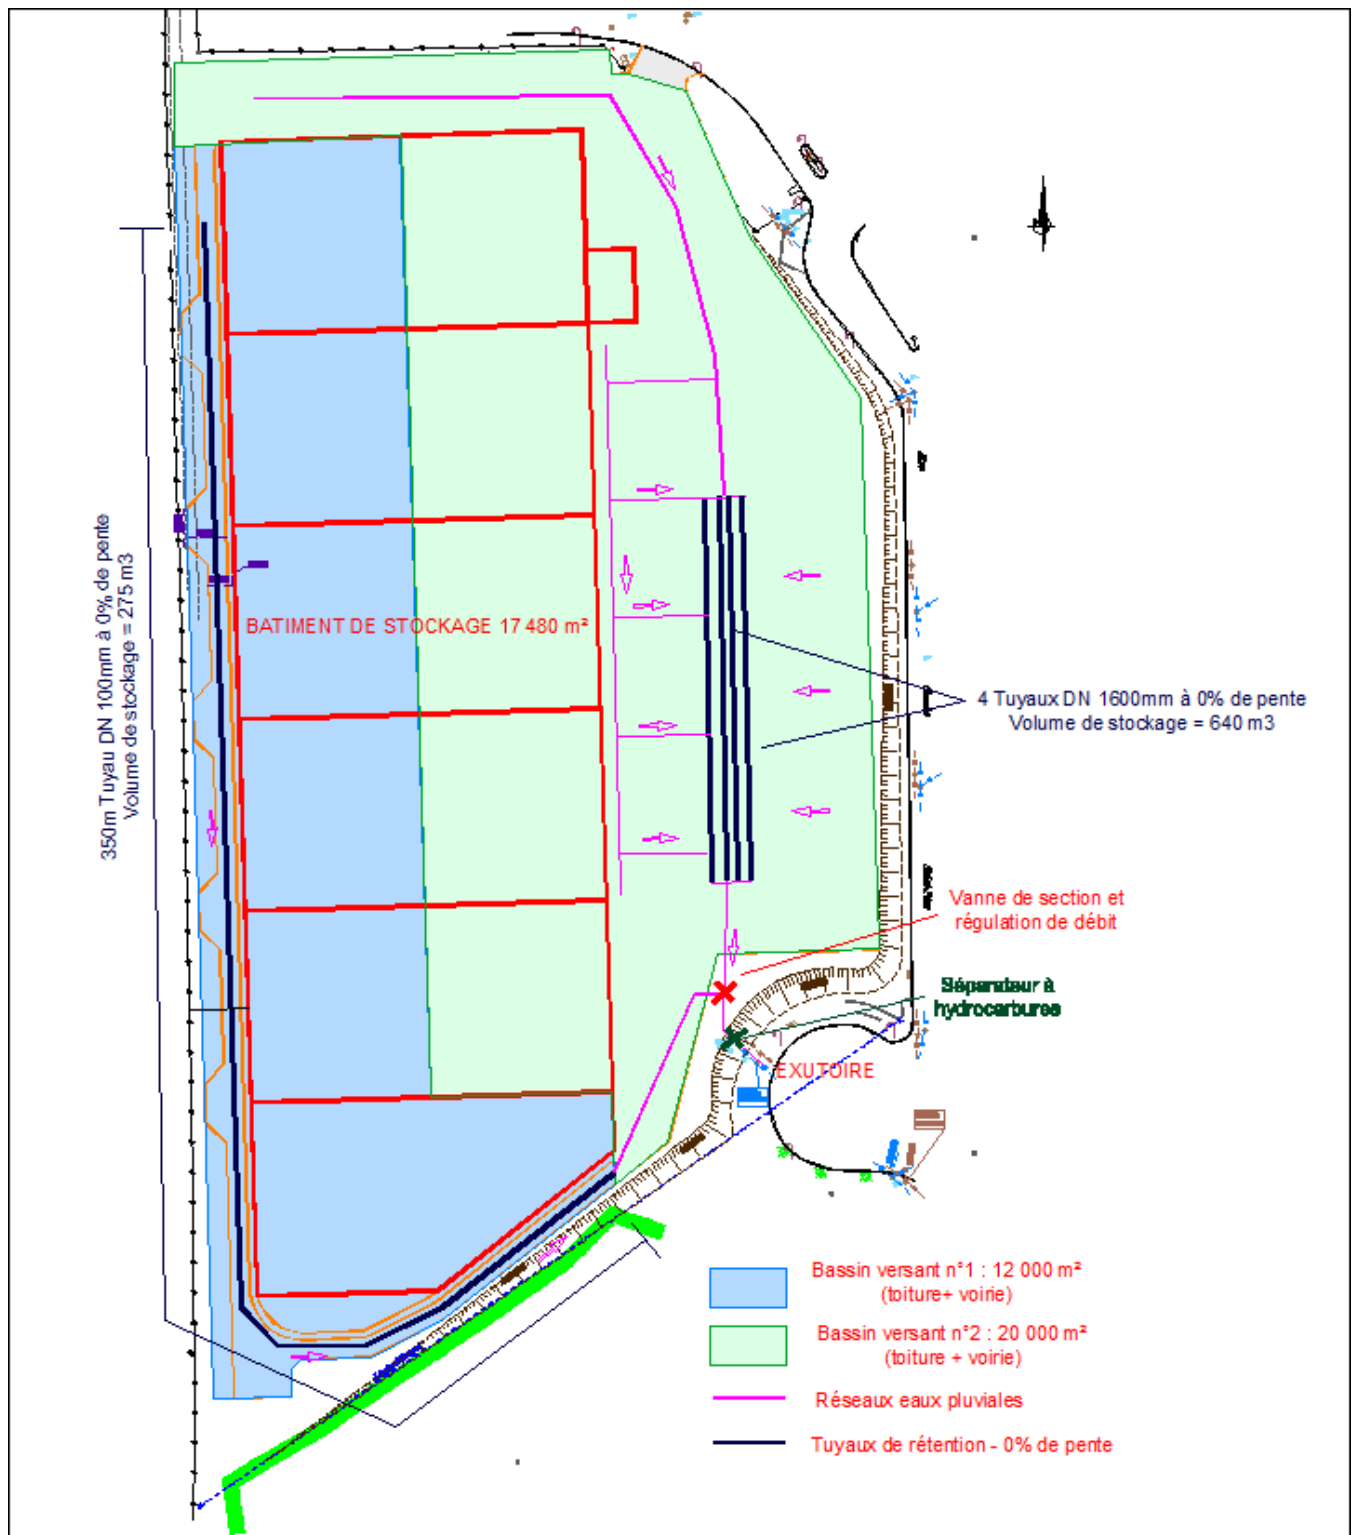 350m Tuyau DN 100mm à 0% de pente
Volume de stockage = 275 m3
BATIMENT DE STOCKAGE 17 480 m²
4 Tuyaux DN 1600mm à 0% de pente
Volume de stockage = 640 m3
Vanne de section et
régulation de débit
Séparateur à
hydrocarbures
EXUTOIRE
Bassin versant n°1 : 12 000 m²
(toiture+ voirie)
Bassin versant n°2 : 20 000 m²
(toiture + voirie)
Réseaux eaux pluviales
Tuyaux de rétention - 0% de pente